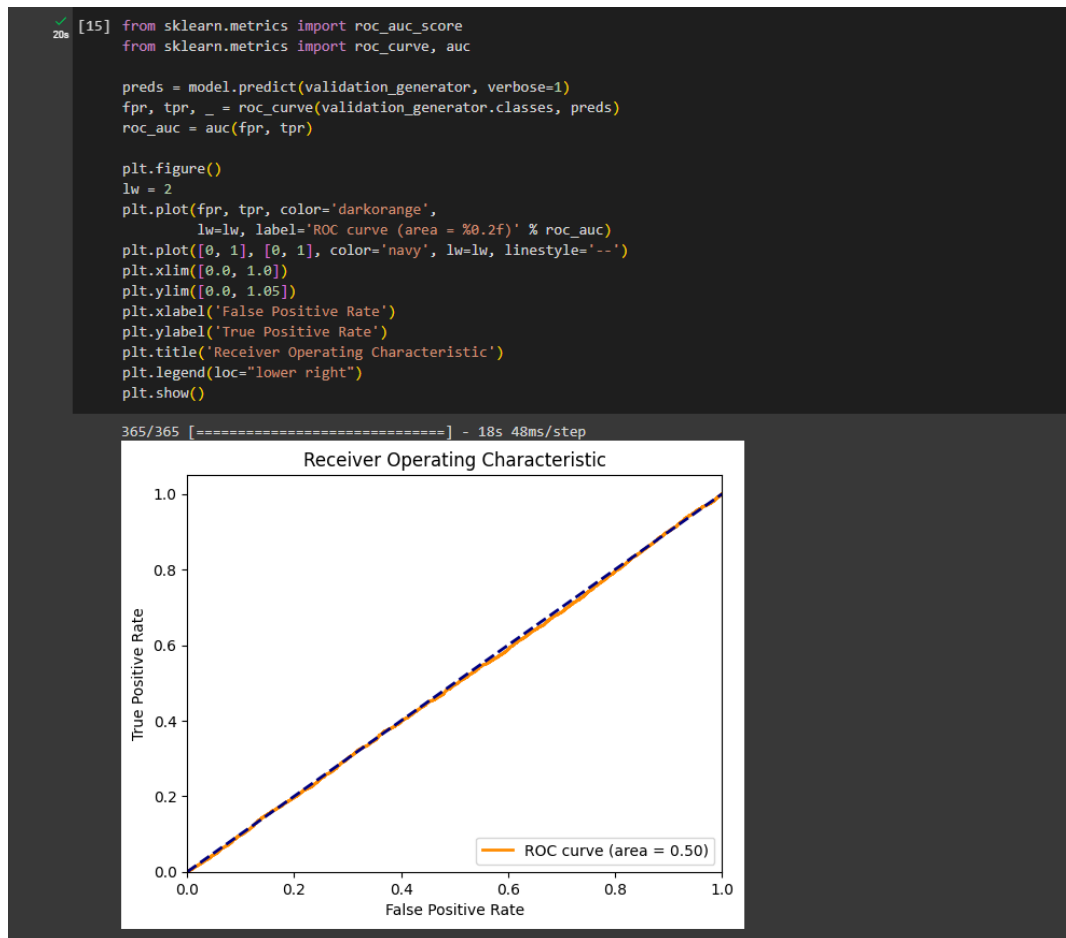 [15] from sklearn.metrics import roc_auc_score
20s
from sklearn.metrics import roc_curve, auc
preds = model.predict(validation_generator, verbose=1)
fpr, tpr, _ = roc_curve(validation_generator.classes, preds)
roc_auc = auc(fpr, tpr)
plt.figure()
lw = 2
plt.plot(fpr, tpr, color='darkorange',
lw=lw, label='ROC curve (area = %0.2f)' % roc_auc)
plt.plot([0, 1], [0, 1], color='navy', lw=lw, linestyle='--')
plt.xlim([0.0, 1.0])
plt.ylim([0.0, 1.05])
plt.xlabel('False Positive Rate')
plt.ylabel('True Positive Rate')
plt.title('Receiver Operating Characteristic')
plt.legend(loc="lower right")
plt.show()
365/365 [==============================] - 18s 48ms/step
Receiver Operating Characteristic
1.0
0.8
0.6
0.4
0.2
0.0
True Positive Rate
ROC curve (area = 0.50)
0.0 0.2 0.4 0.6 0.8 1.0
False Positive Rate